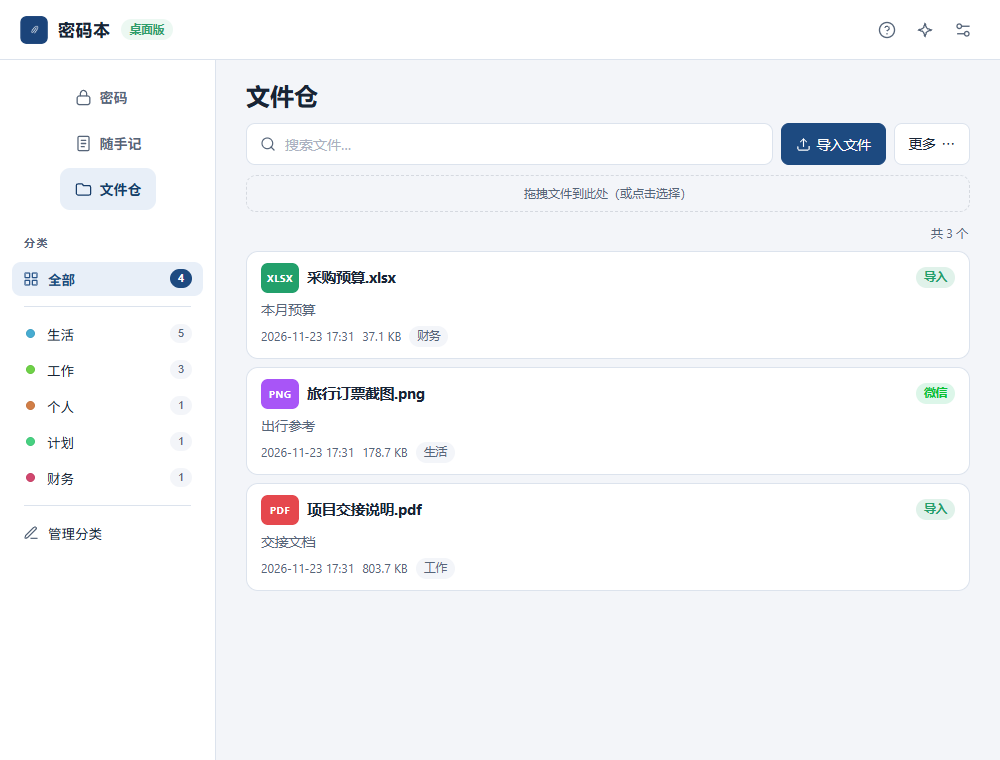 密码本 桌面版
密码
随手记
文件仓
分类
全部 4
生活 5
工作 3
个人 1
计划 1
财务 1
管理分类
文件仓
搜索文件...
导入文件
更多 ···
拖拽文件到此处（或点击选择）
共 3 个
XLSX 采购预算.xlsx 导入
本月预算
2026-11-23 17:31 37.1 KB 财务
PNG 旅行订票截图.png 微信
出行参考
2026-11-23 17:31 178.7 KB 生活
PDF 项目交接说明.pdf 导入
交接文档
2026-11-23 17:31 803.7 KB 工作